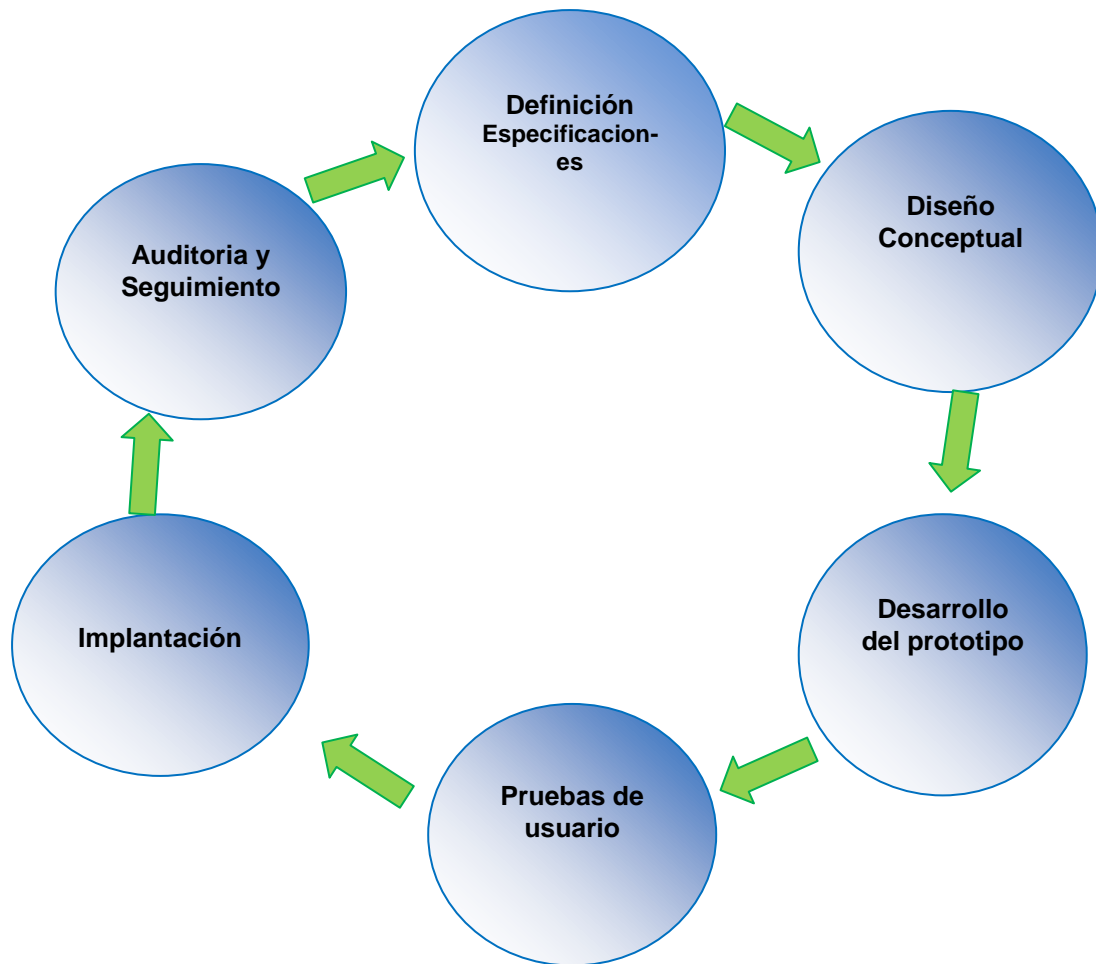 Definición
Especificacion-
es
Diseño
Conceptual
Desarrollo
del prototipo
Pruebas de
usuario
Implantación
Auditoria y
Seguimiento